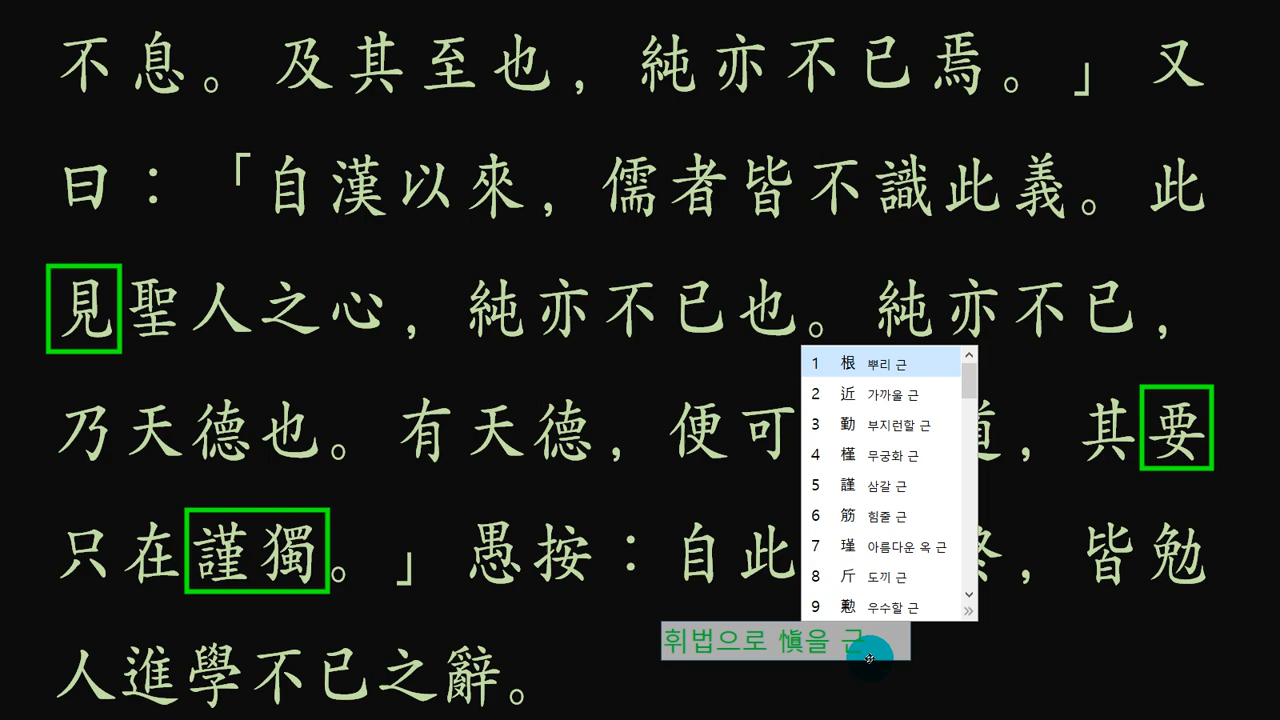 不息。及其至也，純亦不已焉。」又
曰：「自漢以來，儒者皆不識此義。此
見聖人之心，純亦不已也。純亦不已，
乃天德也。有天德，便可道，其要
只在謹獨。」愚按：自此，皆勉
人進學不已之辭。
1 根 뿌리 근
2 近 가까울 근
3 勤 부지런할 근
4 槿 무궁화 근
5 謹 삼갈 근
6 筋 힘줄 근
7 瑾 아름다운 옥 근
8 斤 도끼 근
9 懃 우수할 근
휘법으로 愼을 근